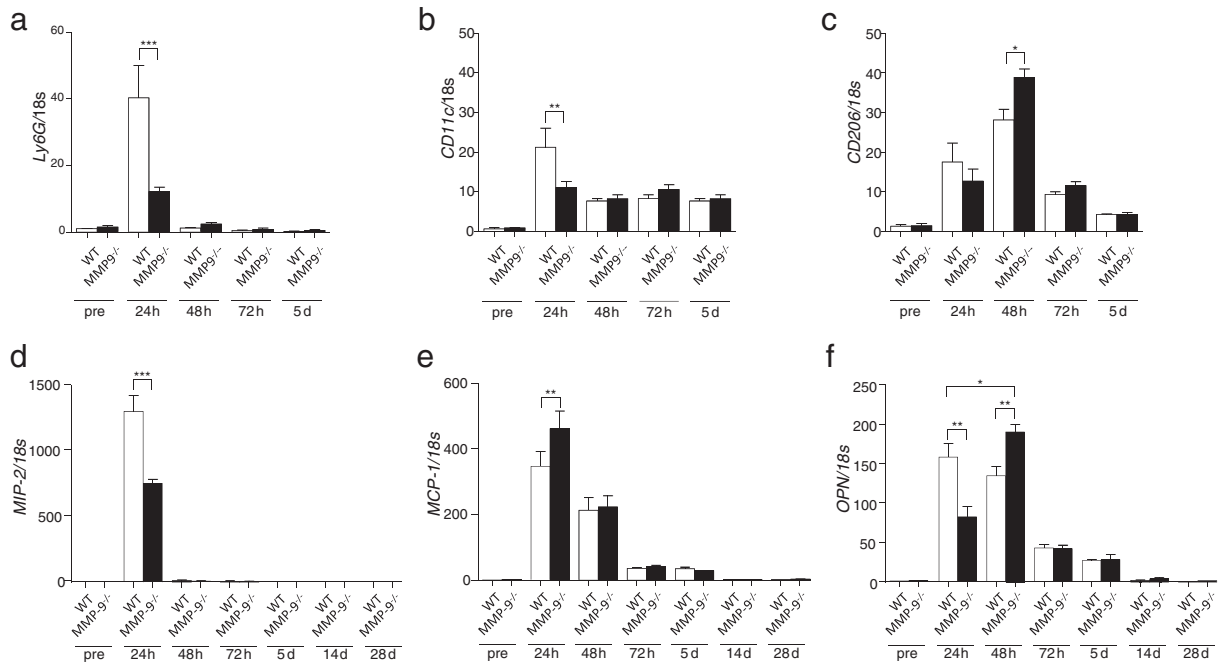 a
Ly6G/18s
60
40
20
0
***
WT MMP9-/- WT MMP9-/- WT MMP9-/- WT MMP9-/- WT MMP9-/-
pre 24h 48h 72h 5d
b
CD11c/18s
50
40
30
20
10
0
**
WT MMP9-/- WT MMP9-/- WT MMP9-/- WT MMP9-/- WT MMP9-/-
pre 24h 48h 72h 5d
c
CD206/18s
50
40
30
20
10
0
*
WT MMP9-/- WT MMP9-/- WT MMP9-/- WT MMP9-/- WT MMP9-/-
pre 24h 48h 72h 5d
d
MIP-2/18s
1500
1000
500
0
***
WT MMP-9-/- WT MMP-9-/- WT MMP-9-/- WT MMP-9-/- WT MMP-9-/- WT MMP-9-/- WT MMP-9-/-
pre 24h 48h 72h 5d 14d 28d
e
MCP-1/18s
600
400
200
0
**
WT MMP-9-/- WT MMP-9-/- WT MMP-9-/- WT MMP-9-/- WT MMP-9-/- WT MMP-9-/- WT MMP-9-/-
pre 24h 48h 72h 5d 14d 28d
f
OPN/18s
250
200
150
100
50
0
*
** **
WT MMP-9-/- WT MMP-9-/- WT MMP-9-/- WT MMP-9-/- WT MMP-9-/- WT MMP-9-/- WT MMP-9-/-
pre 24h 48h 72h 5d 14d 28d